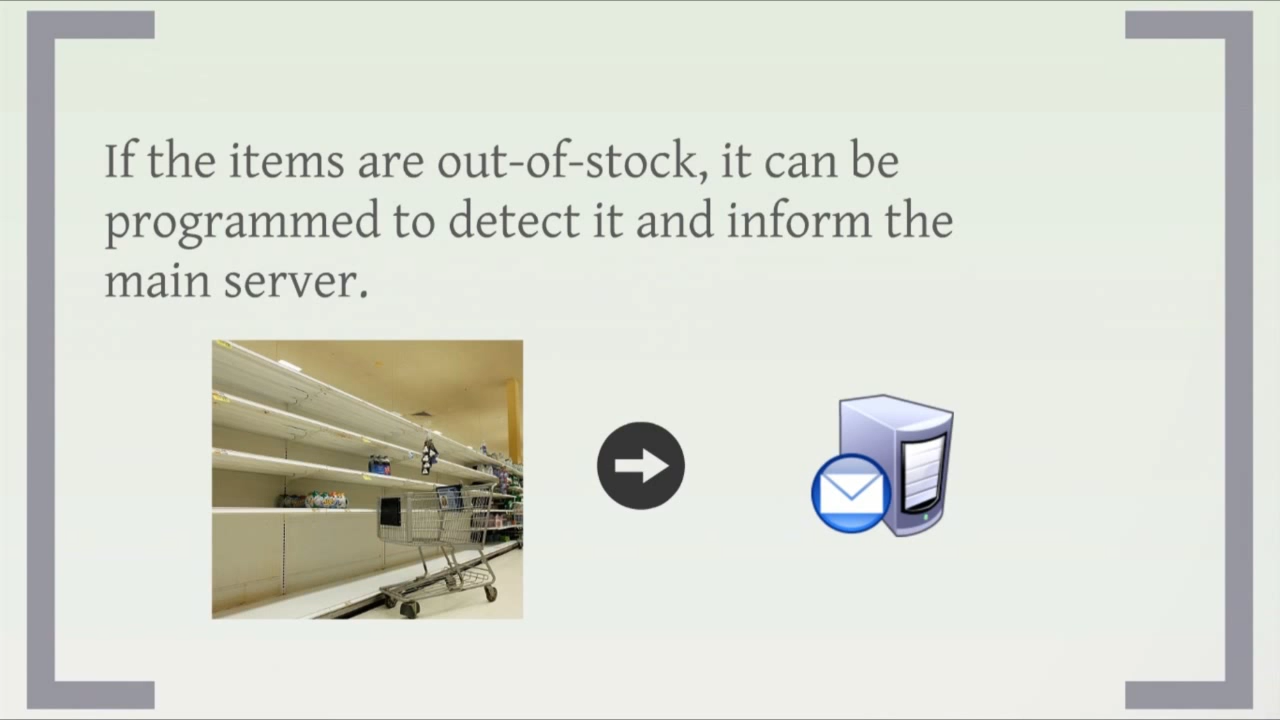 If the items are out-of-stock, it can be
programmed to detect it and inform the
main server.